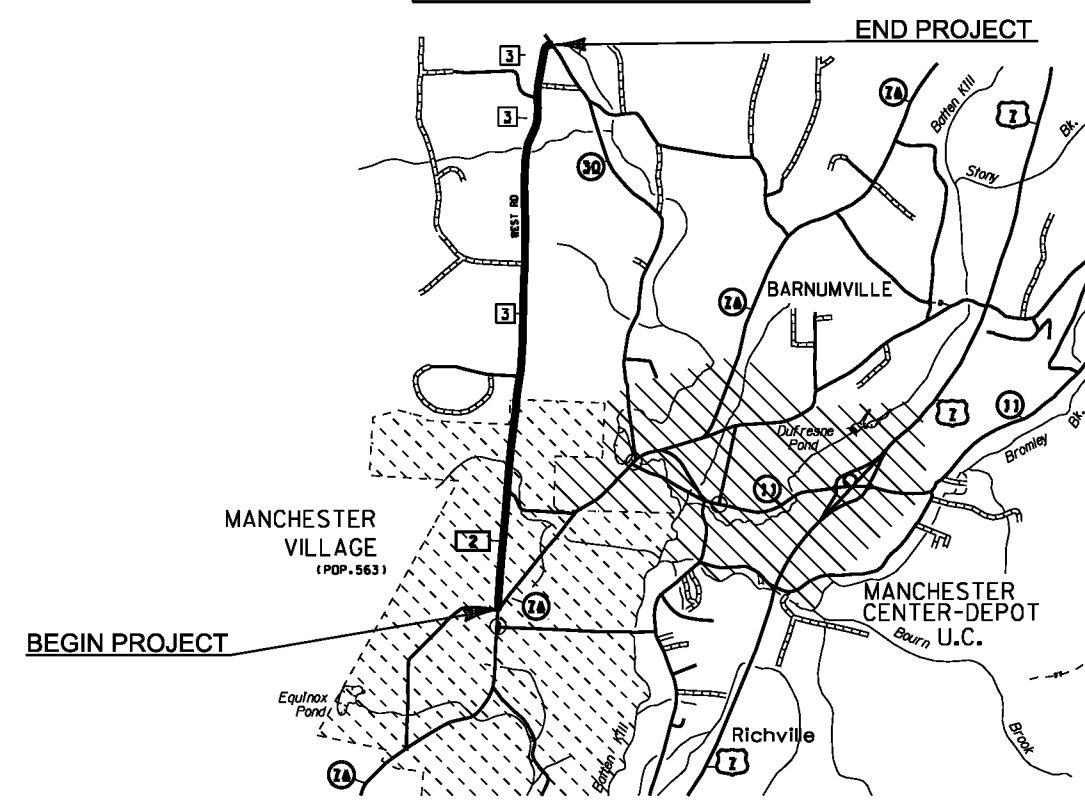 END PROJECT
3
7A
Batten Kill
7
Bk.
3
30
Stony
WEST RD
7A
BARNUMVILLE
7A
3
7
11
Dufresne
Pond
Bk.
Bromley
11
MANCHESTER
VILLAGE
(POP.563)
2
7A
MANCHESTER
CENTER-DEPOT
U.C.
BEGIN PROJECT
Bourn
Equinox
Pond
Batten Kill
Richville
Brook
7
7A